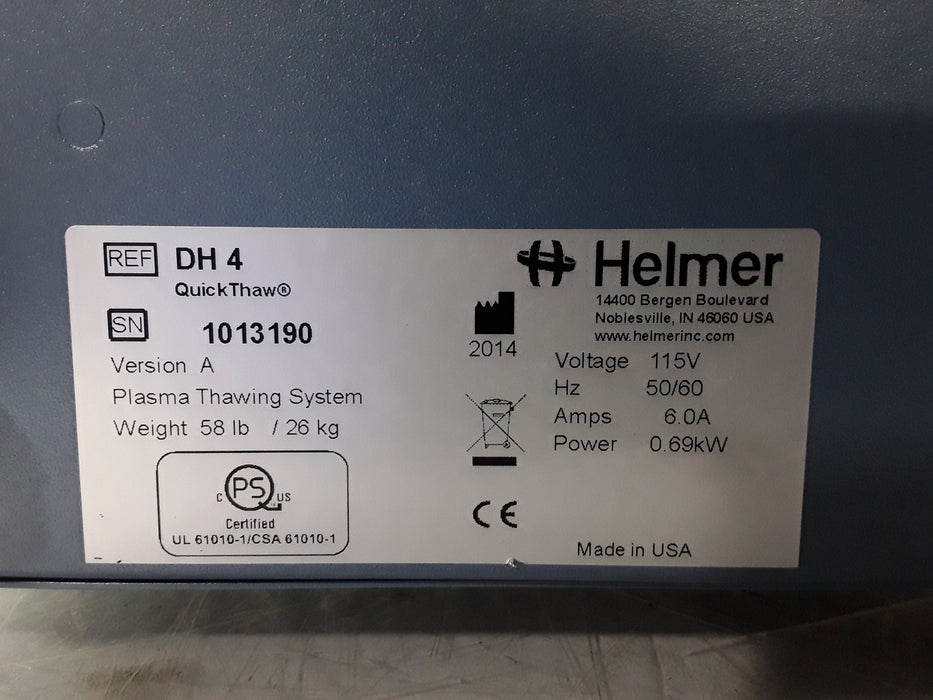 REF DH 4
QuickThaw®
SN 1013190
Version A
Plasma Thawing System
Weight 58 lb / 26 kg
c PS US
Certified
UL 61010-1/CSA 61010-1
2014
CE
Helmer
14400 Bergen Boulevard
Noblesville, IN 46060 USA
www.helmerinc.com
Voltage 115V
Hz 50/60
Amps 6.0A
Power 0.69kW
Made in USA